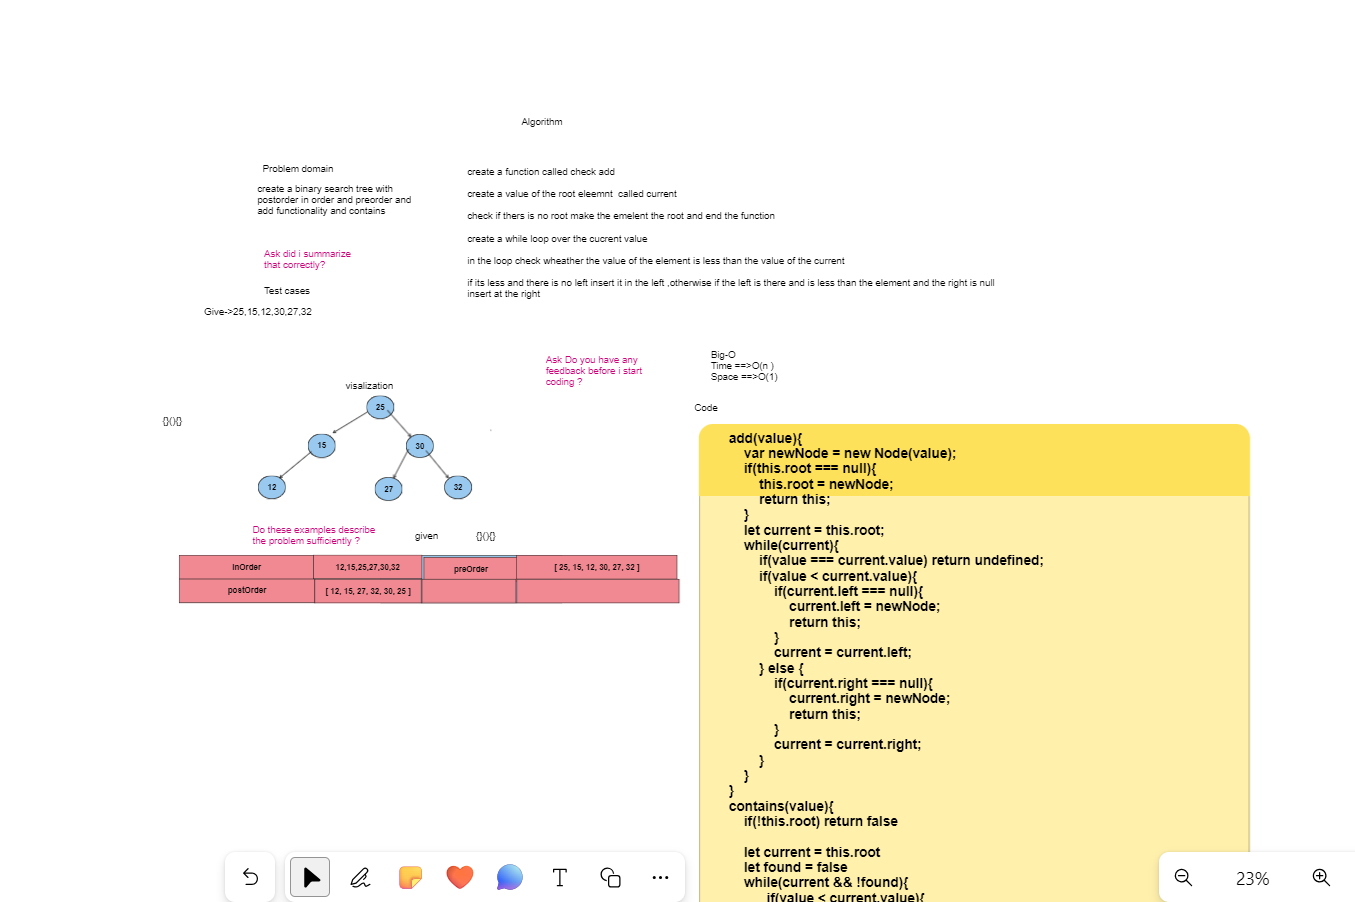 Algorithm
Problem domain
create a binary search tree with
postorder in order and preorder and
add functionality and contains
Ask did i summarize
that correctly?
Test cases
Give->25,15,12,30,27,32
create a function called check add
create a value of the root eleemnt  called current
check if thers is no root make the emelent the root and end the function
create a while loop over the cucrent value
in the loop check wheather the value of the element is less than the value of the current
if its less and there is no left insert it in the left ,otherwise if the left is there and is less than the element and the right is null
insert at the right
Ask Do you have any
feedback before i start
coding ?
Big-O
Time ==>O(n )
Space ==>O(1)
visalization
25
15
30
12
27
32
{}{}{}
Do these examples describe
the problem sufficiently ?
given
{}{}{}
inOrder 12,15,25,27,30,32 preOrder [ 25, 15, 12, 30, 27, 32 ]
postOrder [ 12, 15, 27, 32, 30, 25 ]
Code
add(value){
var newNode = new Node(value);
if(this.root === null){
this.root = newNode;
return this;
}
let current = this.root;
while(current){
if(value === current.value) return undefined;
if(value < current.value){
if(current.left === null){
current.left = newNode;
return this;
}
current = current.left;
} else {
if(current.right === null){
current.right = newNode;
return this;
}
current = current.right;
}
}
}
contains(value){
if(!this.root) return false
let current = this.root
let found = false
while(current && !found){
if(value < current.value){
T
23%